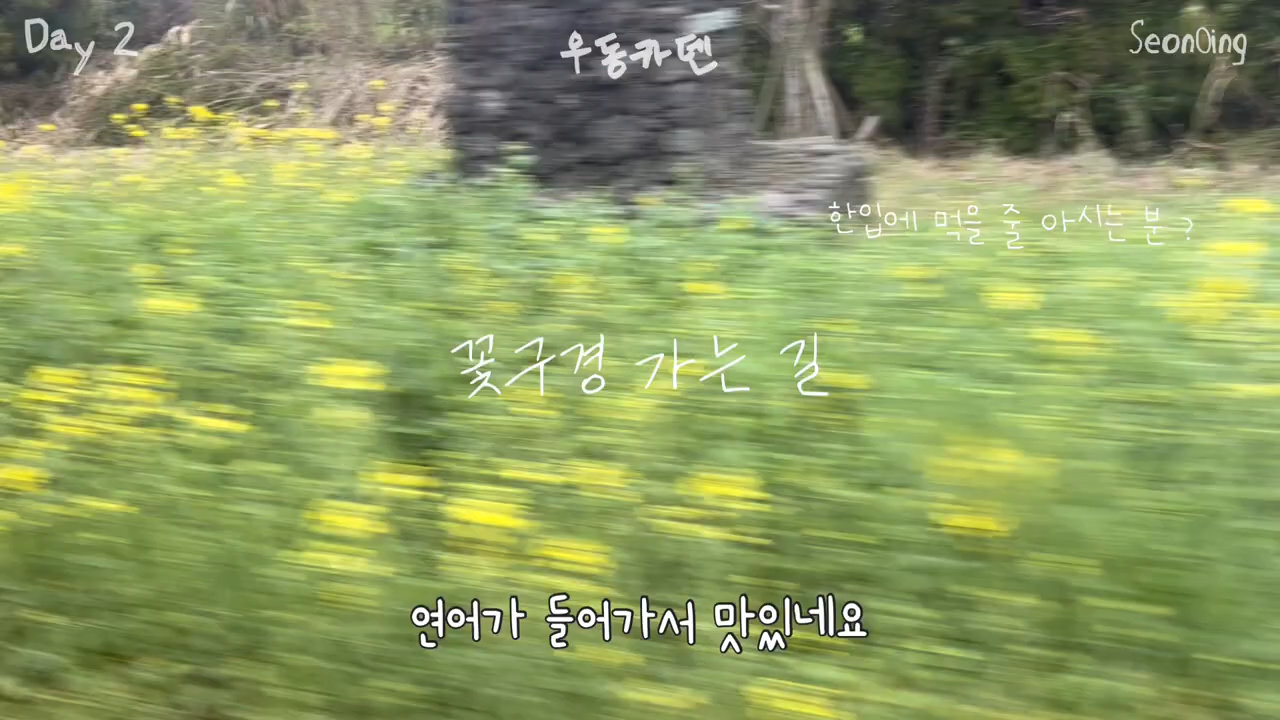 Day 2
우동카덴
SeonOing
한입에 먹을 줄 아시는 분?
꽃구경 가는 길
연어가 들어가서 맛있네요